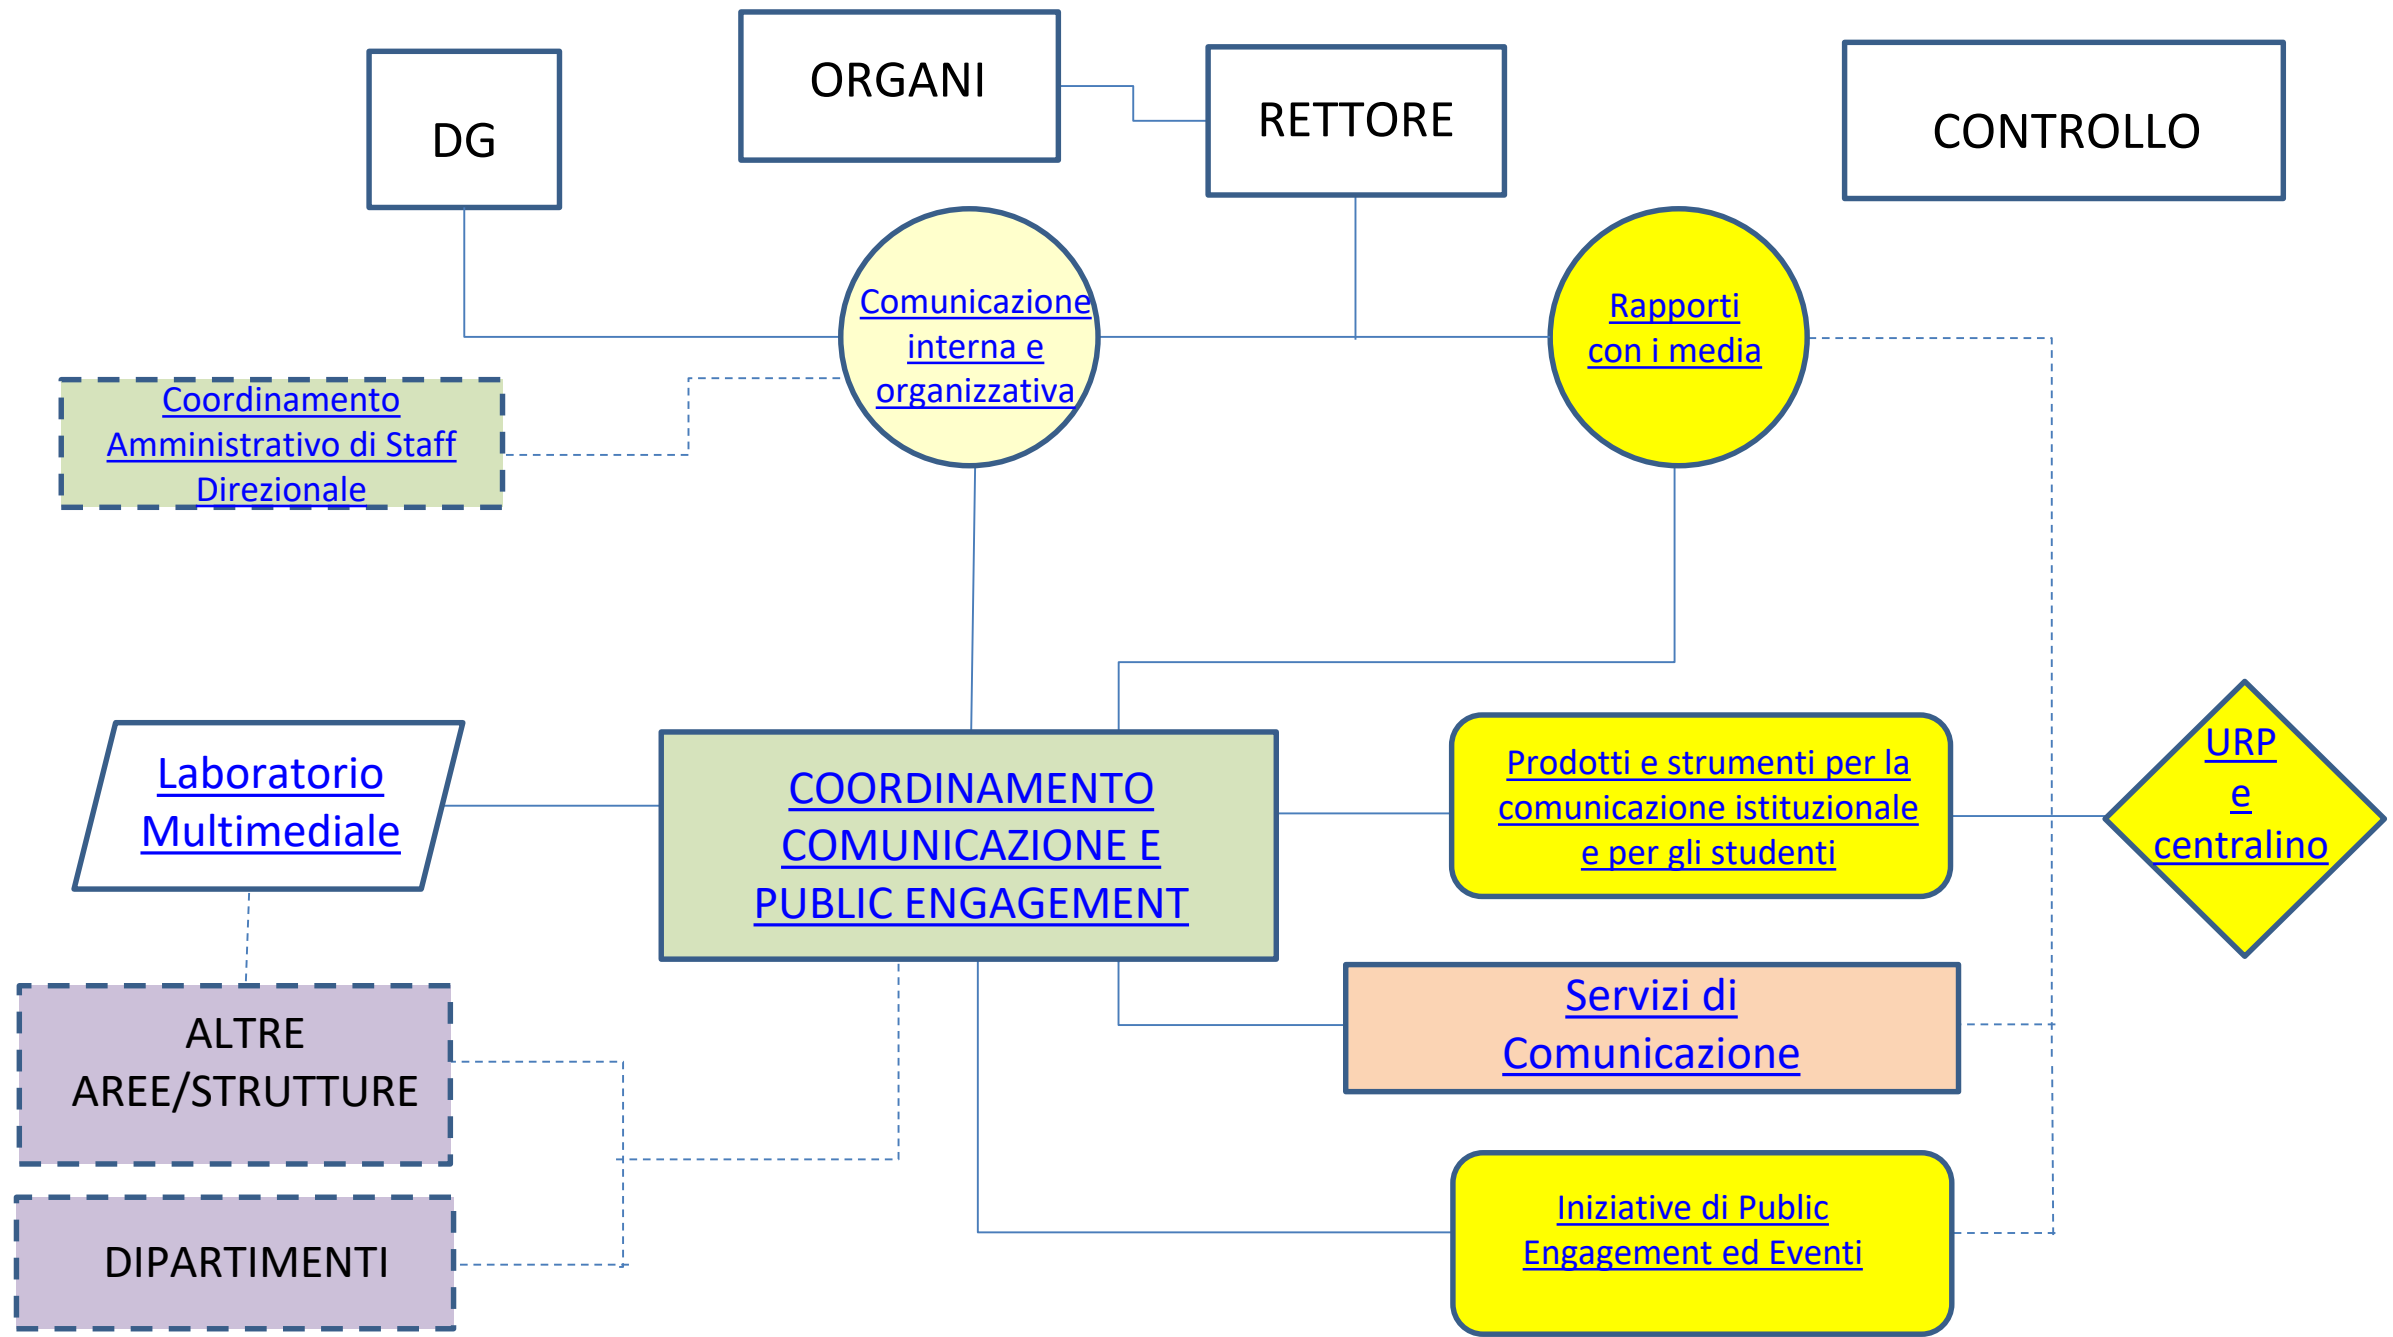 DG
ORGANI
RETTORE
CONTROLLO
Comunicazione
interna e
organizzativa
Rapporti
con i media
Coordinamento
Amministrativo di Staff
Direzionale
Laboratorio
Multimediale
COORDINAMENTO
COMUNICAZIONE E
PUBLIC ENGAGEMENT
Prodotti e strumenti per la
comunicazione istituzionale
e per gli studenti
URP
e
centralino
ALTRE
AREE/STRUTTURE
Servizi di
Comunicazione
DIPARTIMENTI
Iniziative di Public
Engagement ed Eventi